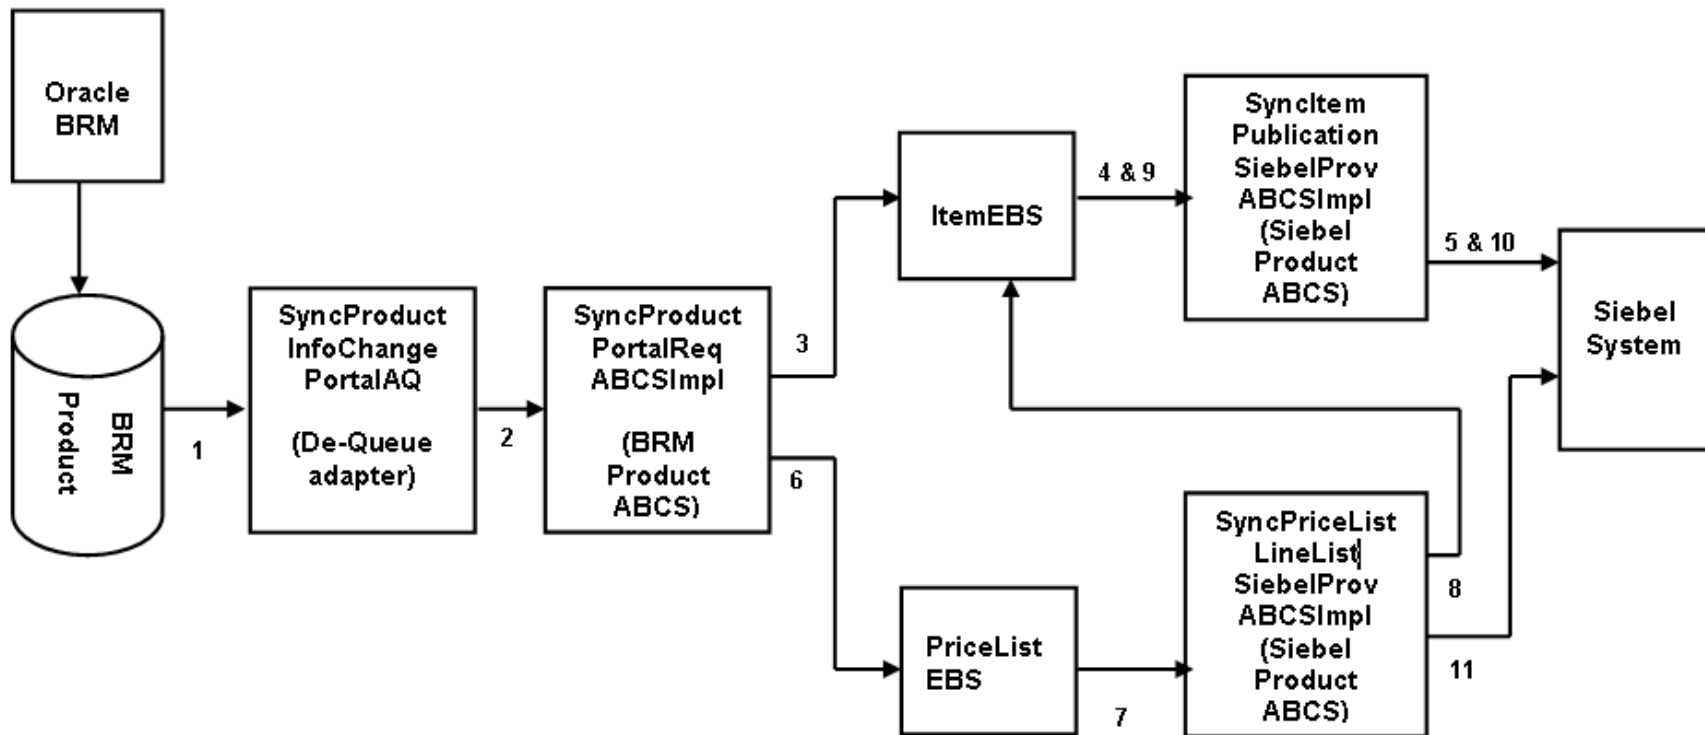 Oracle
BRM
BRM
Product
1
SyncProduct
InfoChange
PortalAQ
(De-Queue
adapter)
2
SyncProduct
PortalReq
ABCSImpl
(BRM
Product
ABCS)
3
6
ItemEBS
4 & 9
SyncItem
Publication
SiebelProv
ABCSImpl
(Siebel
Product
ABCS)
5 & 10
Siebel
System
PriceList
EBS
7
SyncPriceList
LineList
SiebelProv
ABCSImpl
(Siebel
Product
ABCS)
8
11